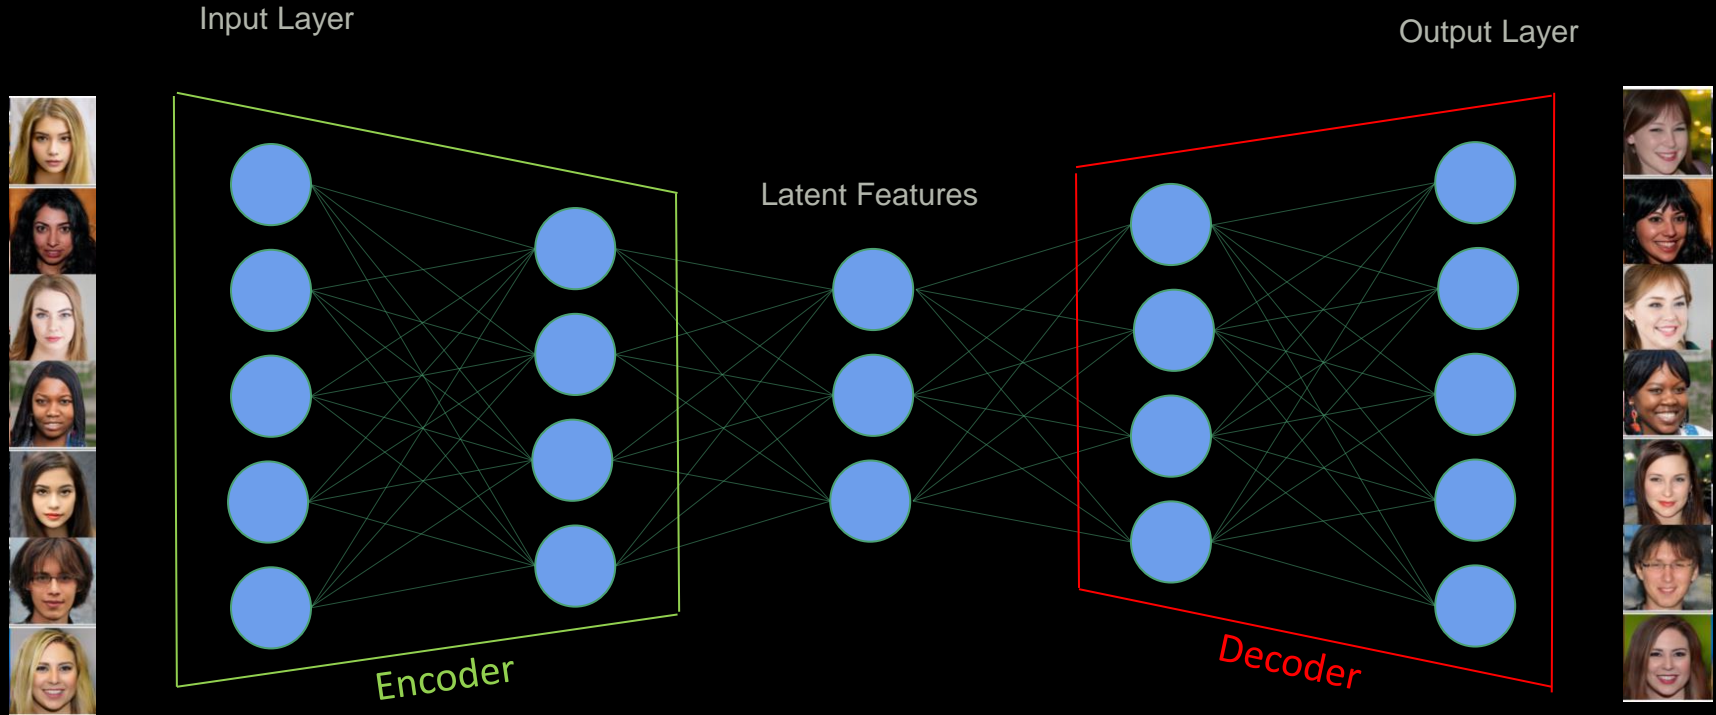 Input Layer
Output Layer
Latent Features
Encoder
Decoder